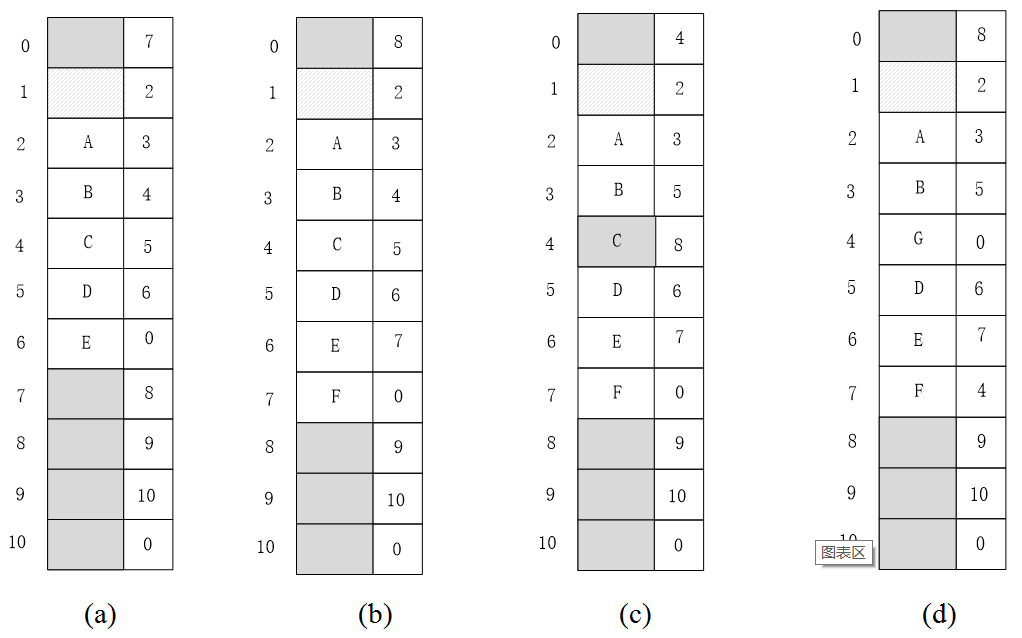 0 7
1 2
2 A 3
3 B 4
4 C 5
5 D 6
6 E 0
7 8
8 9
9 10
10 0
(a)
0 8
1 2
2 A 3
3 B 4
4 C 5
5 D 6
6 E 7
7 F 0
8 9
9 10
10 0
(b)
0 4
1 2
2 A 3
3 B 5
4 C 8
5 D 6
6 E 7
7 F 0
8 9
9 10
10 0
(c)
0 8
1 2
2 A 3
3 B 5
4 G 0
5 D 6
6 E 7
7 F 4
8 9
9 10
图表区 0
(d)